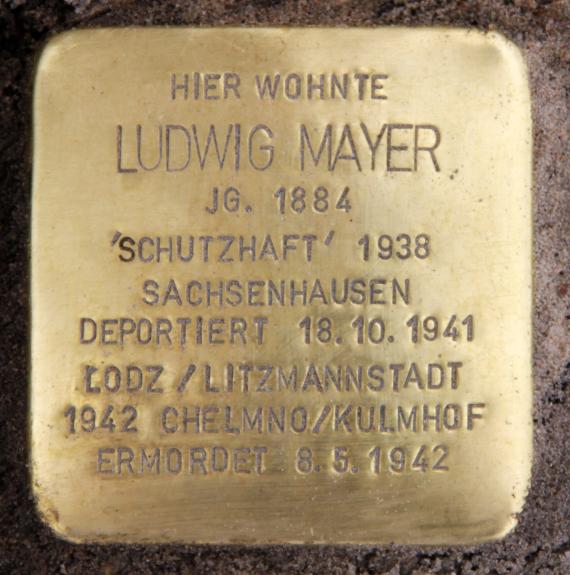 HIER WOHNTE
LUDWIG MAYER
JG. 1884
'SCHUTZHAFT' 1938
SACHSENHAUSEN
DEPORTIERT 18.10.1941
ŁODZ / LITZMANNSTADT
1942 CHELMNO/KULMHOF
ERMORDET 8.5.1942